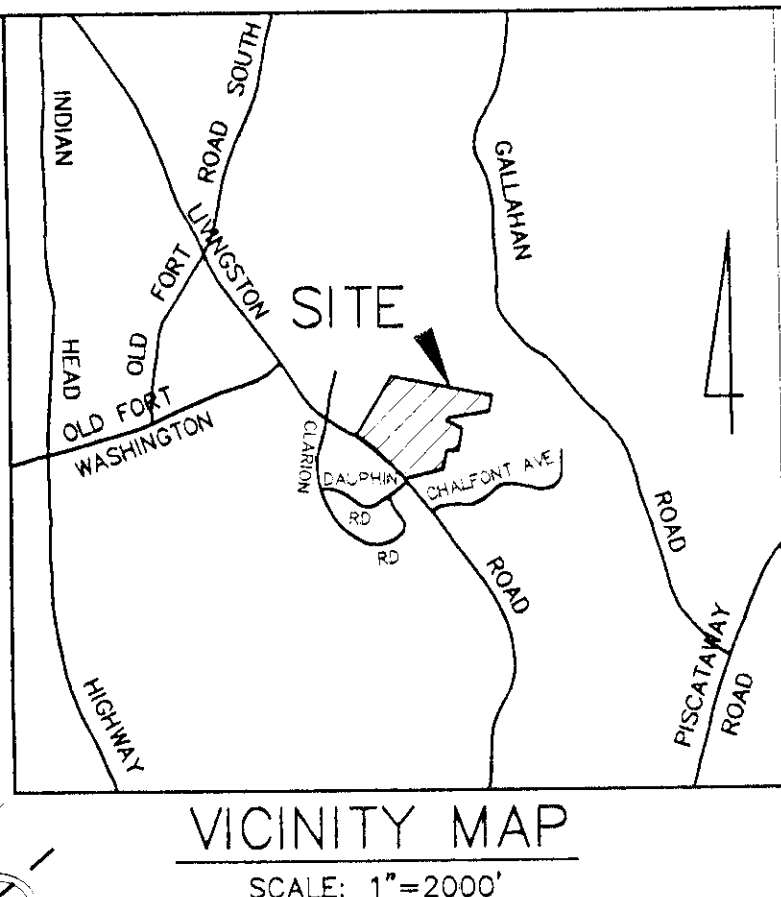 INDIAN HEAD HIGHWAY
OLD FORT ROAD SOUTH
LIVINGSTON ROAD
GALLAHAN ROAD
SITE
OLD FORT
WASHINGTON
CLARION RD
DAUPHIN RD
CHALFONT AVE
PISCATAWAY
ROAD
VICINITY MAP
SCALE: 1"=2000'